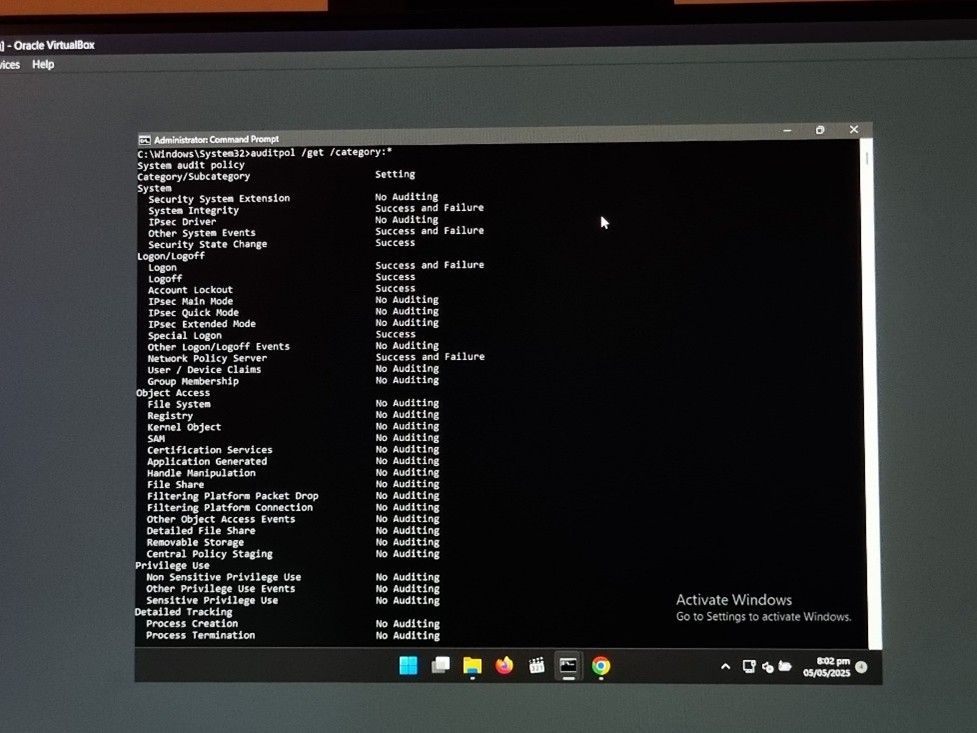 - Oracle VirtualBox
Help
Administrator: Command Prompt
C:\Windows\System32>auditpol /get /category:*
System audit policy
Category/Subcategory Setting
System
Security System Extension No Auditing
System Integrity Success and Failure
IPsec Driver No Auditing
Other System Events Success and Failure
Security State Change Success
Logon/Logoff
Logon Success and Failure
Logoff Success
Account Lockout Success
IPsec Main Mode No Auditing
IPsec Quick Mode No Auditing
IPsec Extended Mode No Auditing
Special Logon Success
Other Logon/Logoff Events No Auditing
Network Policy Server Success and Failure
User / Device Claims No Auditing
Group Membership No Auditing
Object Access
File System No Auditing
Registry No Auditing
Kernel Object No Auditing
SAM No Auditing
Certification Services No Auditing
Application Generated No Auditing
Handle Manipulation No Auditing
File Share No Auditing
Filtering Platform Packet Drop No Auditing
Filtering Platform Connection No Auditing
Other Object Access Events No Auditing
Detailed File Share No Auditing
Removable Storage No Auditing
Central Policy Staging No Auditing
Privilege Use
Non Sensitive Privilege Use No Auditing
Other Privilege Use Events No Auditing
Sensitive Privilege Use No Auditing
Detailed Tracking
Process Creation No Auditing
Process Termination No Auditing
Activate Windows
Go to Settings to activate Windows.
8:02 pm
05/05/2025